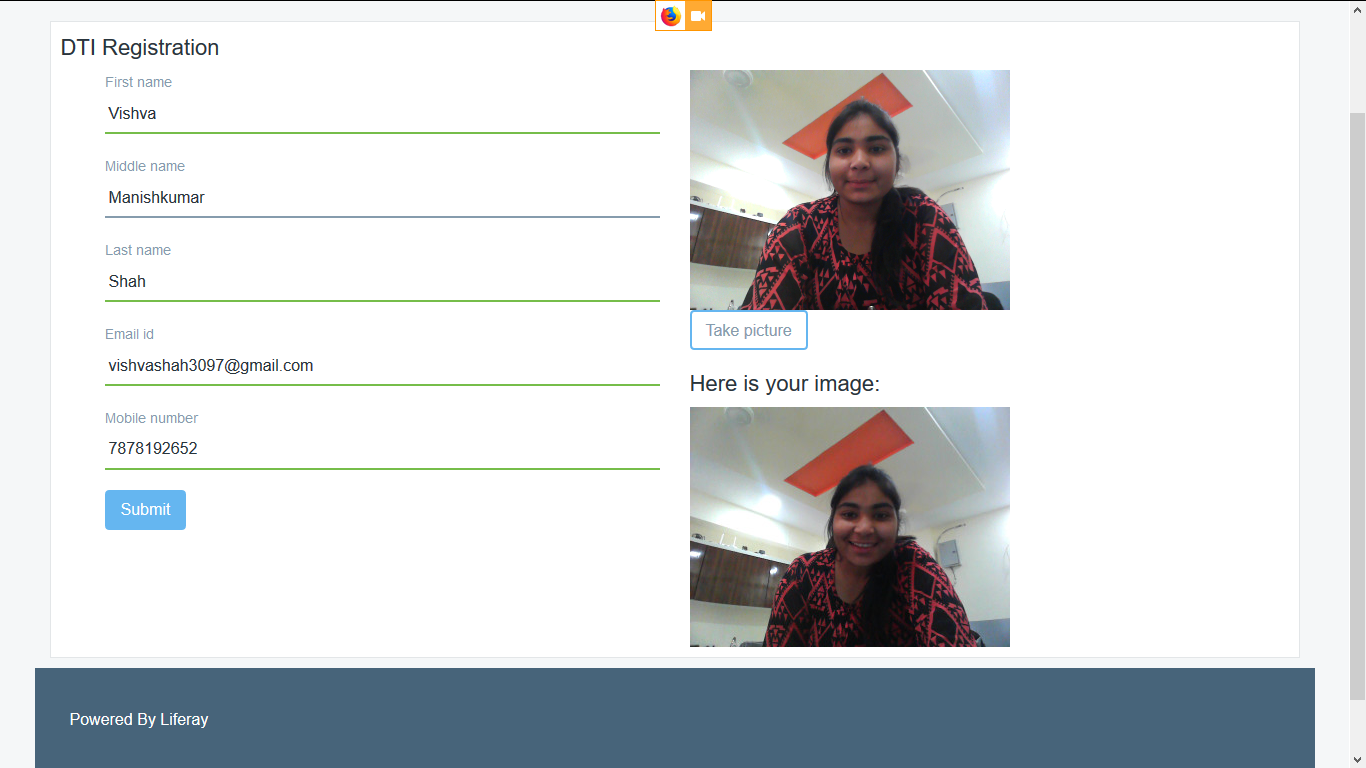 DTI Registration
First name
Vishva
Middle name
Manishkumar
Last name
Shah
Email id
vishvashah3097@gmail.com
Mobile number
7878192652
Submit
Take picture
Here is your image:
Powered By Liferay